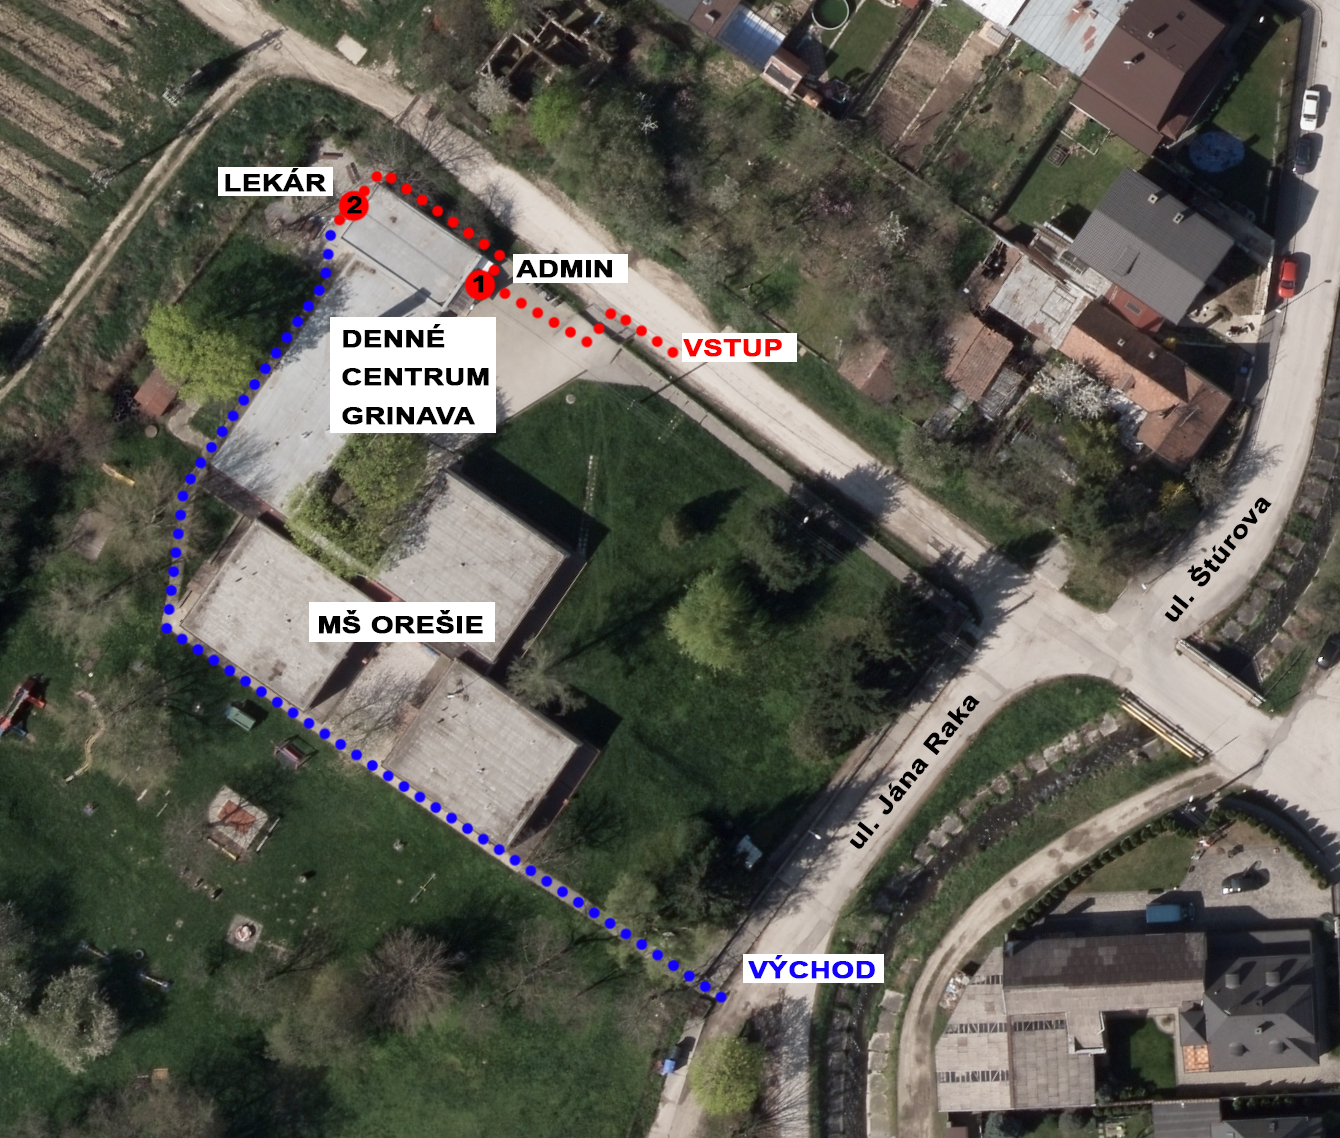 LEKÁR
2
ADMIN
1
DENNÉ
CENTRUM
GRINAVA
VSTUP
MŠ OREŠIE
ul. Štúrova
ul. Jána Raka
VÝCHOD